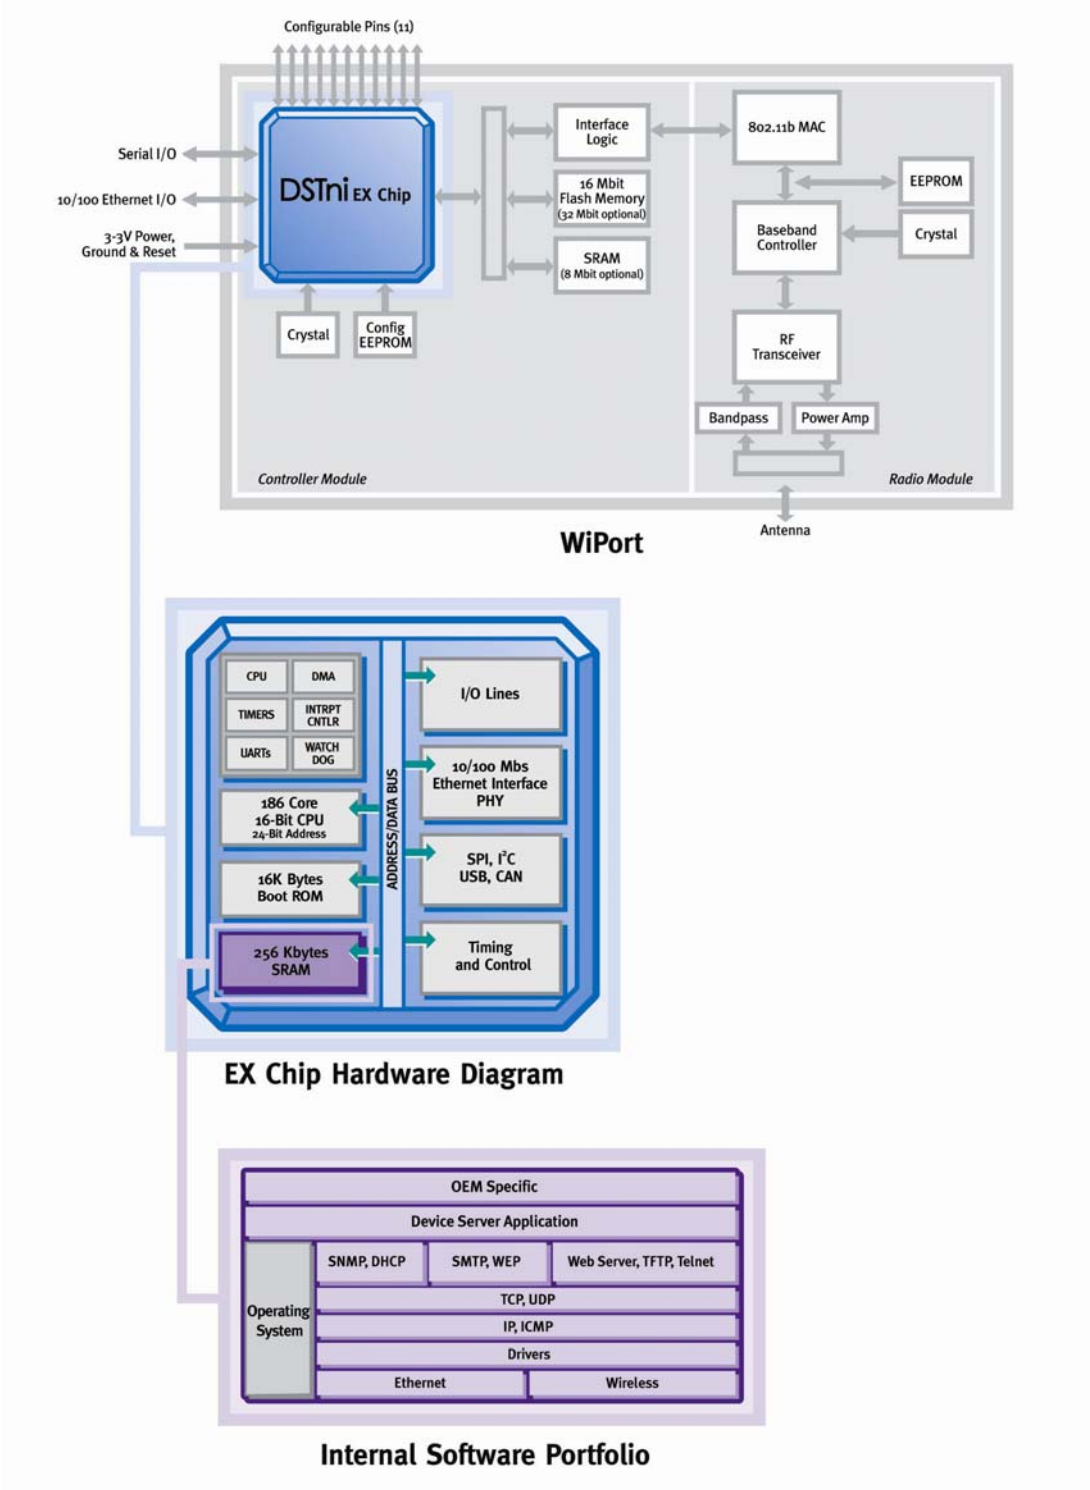 Configurable Pins (11)
Serial I/O
10/100 Ethernet I/O
3-3V Power,
Ground & Reset
DSTni EX Chip
Crystal
Config
EEPROM
Interface
Logic
16 Mbit
Flash Memory
(32 Mbit optional)
SRAM
(8 Mbit optional)
Controller Module
802.11b MAC
EEPROM
Baseband
Controller
Crystal
RF
Transceiver
Bandpass
Power Amp
Radio Module
Antenna
WiPort
CPU
DMA
TIMERS
INTRPT
CNTLR
UARTs
WATCH
DOG
186 Core
16-Bit CPU
24-Bit Address
16K Bytes
Boot ROM
256 Kbytes
SRAM
ADDRESS/DATA BUS
I/O Lines
10/100 Mbs
Ethernet Interface
PHY
SPI, I²C
USB, CAN
Timing
and Control
EX Chip Hardware Diagram
OEM Specific
Device Server Application
Operating
System
SNMP, DHCP
SMTP, WEP
Web Server, TFTP, Telnet
TCP, UDP
IP, ICMP
Drivers
Ethernet
Wireless
Internal Software Portfolio